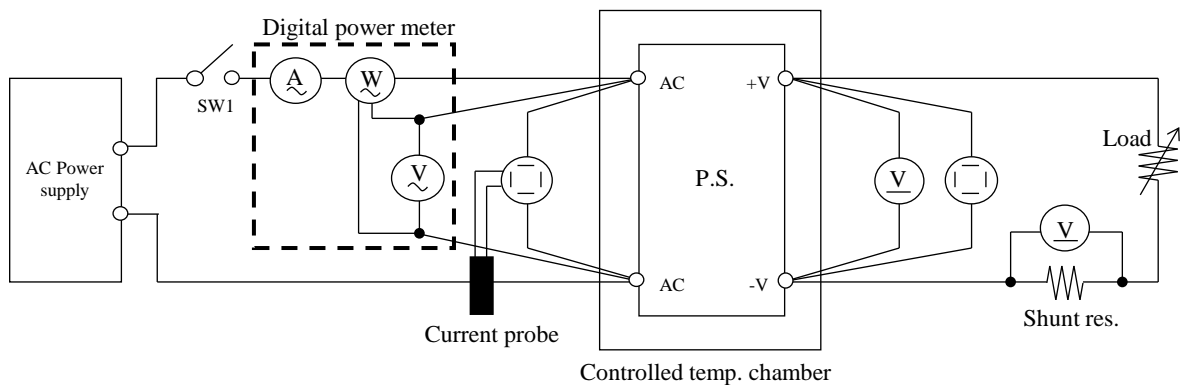 Digital power meter
A
W
SW1
AC Power
supply
V
AC
+V
P.S.
AC
-V
V
Load
V
Shunt res.
Current probe
Controlled temp. chamber